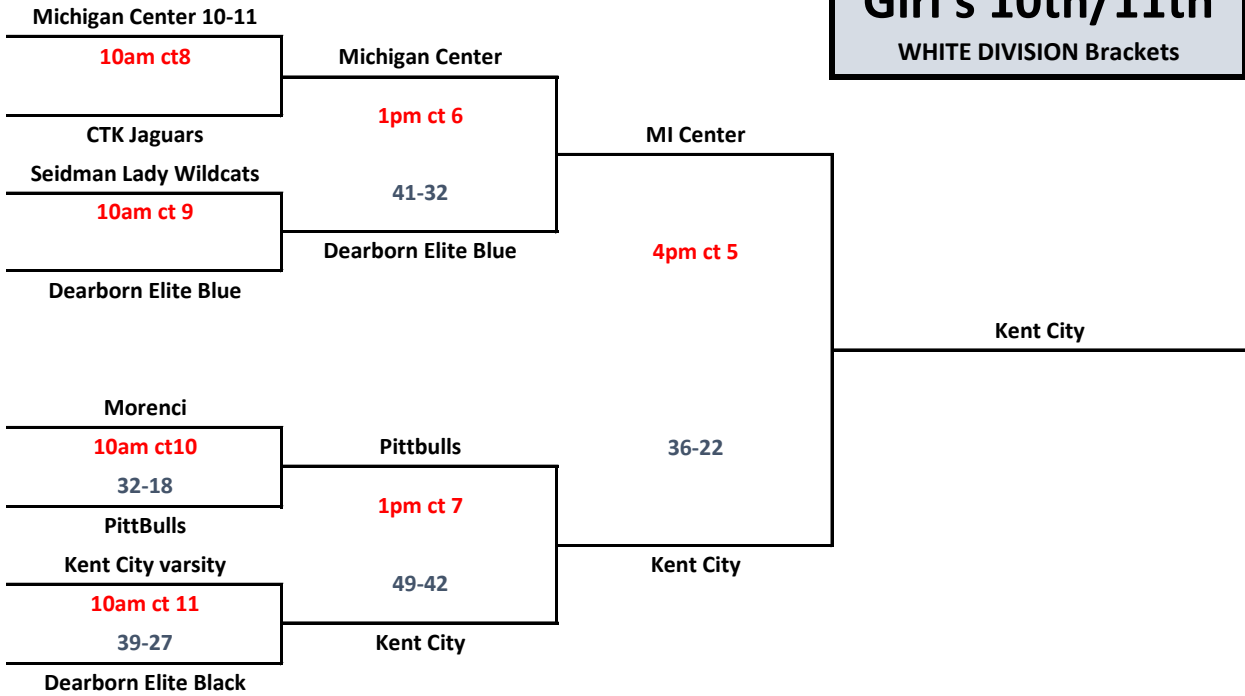 Girl's 10th/11th
WHITE DIVISION Brackets
Michigan Center 10-11
10am ct8
CTK Jaguars
Seidman Lady Wildcats
10am ct 9
Dearborn Elite Blue
Morenci
10am ct10
32-18
PittBulls
Kent City varsity
10am ct 11
39-27
Dearborn Elite Black
Michigan Center
1pm ct 6
41-32
Dearborn Elite Blue
Pittbulls
1pm ct 7
49-42
Kent City
MI Center
4pm ct 5
36-22
Kent City
Kent City